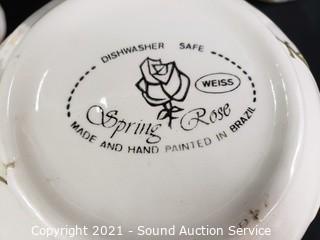 DISHWASHER SAFE
WEISS
Spring Rose
MADE AND HAND PAINTED IN BRAZIL
Copyright 2021 - Sound Auction Service